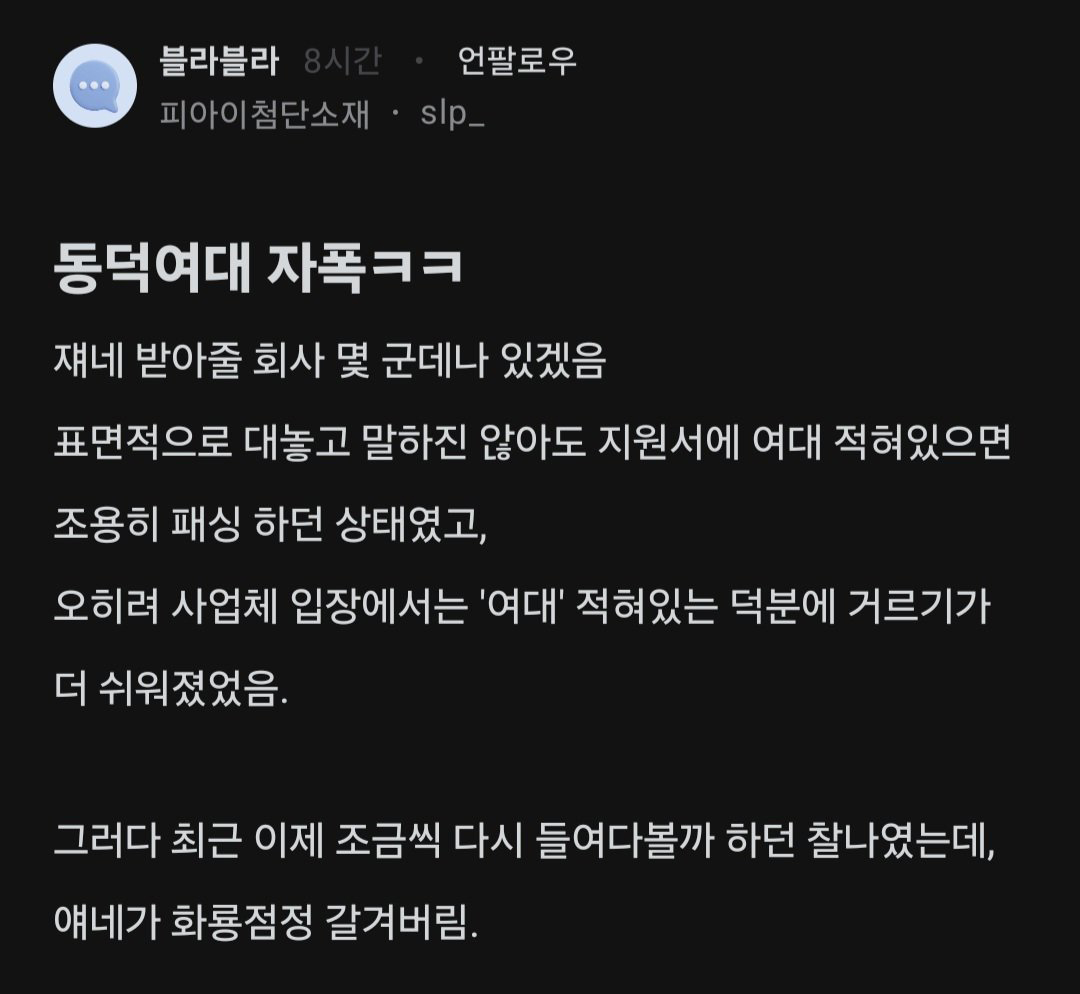 블라블라 8시간 · 언팔로우
피아이첨단소재 · slp_
동덕여대 자폭ㅋㅋ
쟤네 받아줄 회사 몇 군데나 있겠음
표면적으로 대놓고 말하진 않아도 지원서에 여대 적혀있으면
조용히 패싱 하던 상태였고,
오히려 사업체 입장에서는 '여대' 적혀있는 덕분에 거르기가
더 쉬워졌었음.
그러다 최근 이제 조금씩 다시 들여다볼까 하던 찰나였는데,
얘네가 화룡점정 갈겨버림.